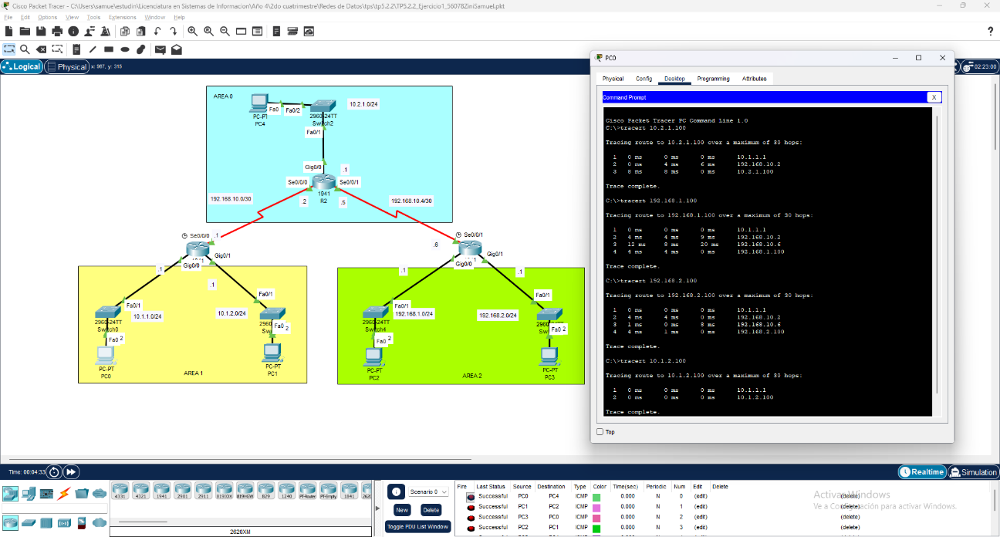 Cisco Packet Tracer - C:\Users\samue\estudin\Licenciatura en Sistemas de Informacion\Año 4\2do cuatrimestre\Redes de Datos\tps\tp5.2.2\TP5.2.2_Ejercicio1_56078ZiniSamuel.pkt
File Edit Options View Tools Extensions Window Help
Logical Physical x: 987, y: 315
02:23:00
AREA 0
PC-PT
PC4
Fa0
Fa0/2
2960-24TT
Switch2
10.2.1.0/24
Fa0/1
Gig0/0
.1
Se0/0/0
Se0/0/1
1941
R2
.2
.5
192.168.10.0/30
192.168.10.4/30
Se0/0/0
.1
Gig0/1
Gig0/0
.1
.1
Se0/0/1
.6
Gig0/1
Gig0/0
.1
.1
Fa0/1
2960-24TT
Switch0
10.1.1.0/24
Fa0 2
PC-PT
PC0
Fa0/1
10.1.2.0/24
Fa0 2
PC-PT
PC1
AREA 1
Fa0/1
2960-24TT
Switch4
192.168.1.0/24
Fa0 2
PC-PT
PC2
Fa0/1
192.168.2.0/24
Fa0 2
PC-PT
PC3
AREA 2
PC0
Physical Config Desktop Programming Attributes
Command Prompt X
Cisco Packet Tracer PC Command Line 1.0
C:\>tracert 10.2.1.100
Tracing route to 10.2.1.100 over a maximum of 30 hops:
1 0 ms 0 ms 0 ms 10.1.1.1
2 0 ms 4 ms 6 ms 192.168.10.2
3 8 ms 8 ms 0 ms 10.2.1.100
Trace complete.
C:\>tracert 192.168.1.100
Tracing route to 192.168.1.100 over a maximum of 30 hops:
1 0 ms 0 ms 0 ms 10.1.1.1
2 4 ms 4 ms 9 ms 192.168.10.2
3 12 ms 8 ms 20 ms 192.168.10.6
4 4 ms 4 ms 0 ms 192.168.1.100
Trace complete.
C:\>tracert 192.168.2.100
Tracing route to 192.168.2.100 over a maximum of 30 hops:
1 0 ms 0 ms 0 ms 10.1.1.1
2 4 ms 4 ms 0 ms 192.168.10.2
3 1 ms 0 ms 8 ms 192.168.10.6
4 4 ms 1 ms 0 ms 192.168.2.100
Trace complete.
C:\>tracert 10.1.2.100
Tracing route to 10.1.2.100 over a maximum of 30 hops:
1 0 ms 0 ms 0 ms 10.1.1.1
2 0 ms 0 ms 0 ms 10.1.2.100
Trace complete.
Top
Time: 00:04:33
Realtime Simulation
4331 4321 1941 2901 2911 819IOX 819HGW 829 1240 PT-Router PT-Empty 1841
2620XM
Scenario 0
New Delete
Toggle PDU List Window
Fire Last Status Source Destination Type Color Time(sec) Periodic Num Edit Delete
Successful PC0 PC4 ICMP 0.000 N 0 (edit) (delete)
Successful PC1 PC2 ICMP 0.000 N 1 (edit) (delete)
Successful PC3 PC0 ICMP 0.000 N 2 (edit) (delete)
Successful PC2 PC1 ICMP 0.000 N 3 (edit) (delete)
Activar Windows
Ve a Configuración para activar Windows.